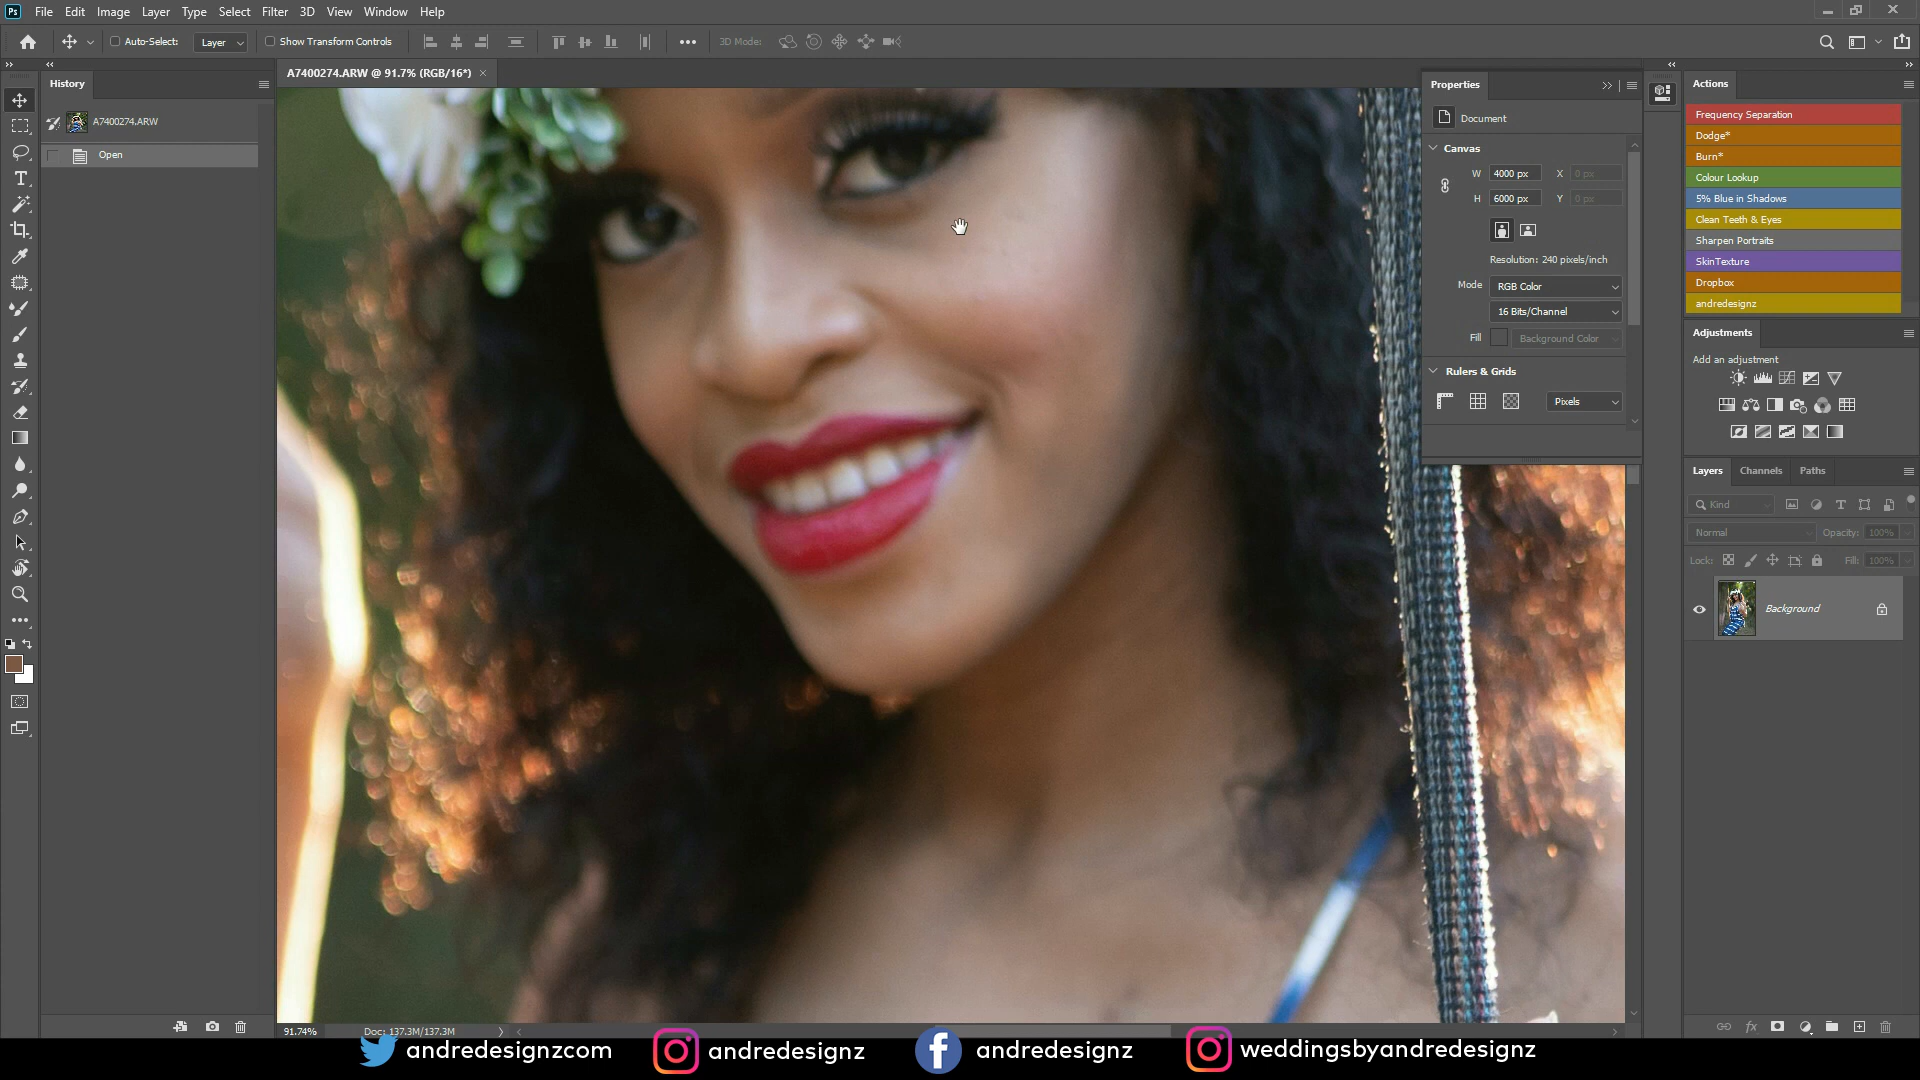 Ps File Edit Image Layer Type Select Filter 3D View Window Help
Auto-Select: Layer Show Transform Controls 3D Mode:
History
A7400274.ARW
Open
A7400274.ARW @ 91.7% (RGB/16*)
Properties
Document
Canvas
W 4000 px X 0 px
H 6000 px Y 0 px
Resolution: 240 pixels/inch
Mode RGB Color
16 Bits/Channel
Fill Background Color
Rulers & Grids
Pixels
Actions
Frequency Separation
Dodge*
Burn*
Colour Lookup
5% Blue in Shadows
Clean Teeth & Eyes
Sharpen Portraits
SkinTexture
Dropbox
andredesignz
Adjustments
Add an adjustment
Layers Channels Paths
Kind
Normal Opacity: 100%
Lock: Fill: 100%
Background
91.74% Doc: 137.3M/137.3M
andredesignzcom andredesignz andredesignz weddingsbyandredesignz